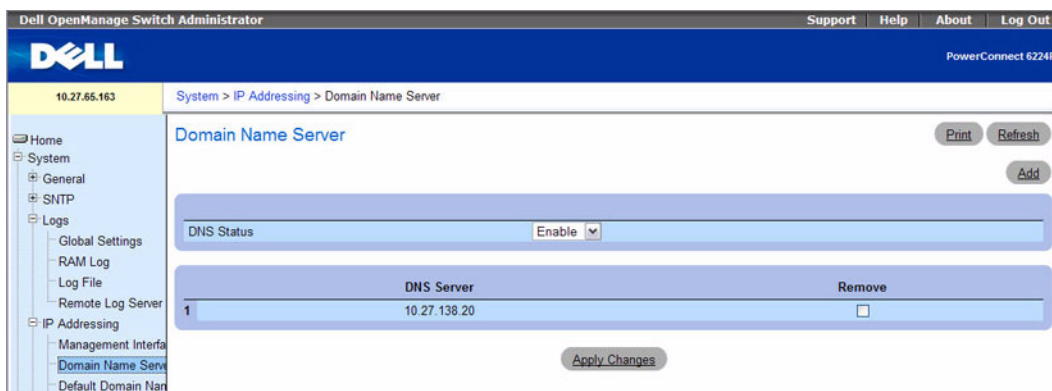 Dell OpenManage Switch Administrator
Support | Help | About | Log Out
DELL
PowerConnect
10.27.65.163
System > IP Addressing > Domain Name Server
Home
System
General
SNTP
Logs
Global Settings
RAM Log
Log File
Remote Log Server
IP Addressing
Management Interfa
Domain Name Serve
Default Domain Nan
Domain Name Server
Print
Refresh
Add
DNS Status
Enable
DNS Server Remove
1 10.27.138.20
Apply Changes